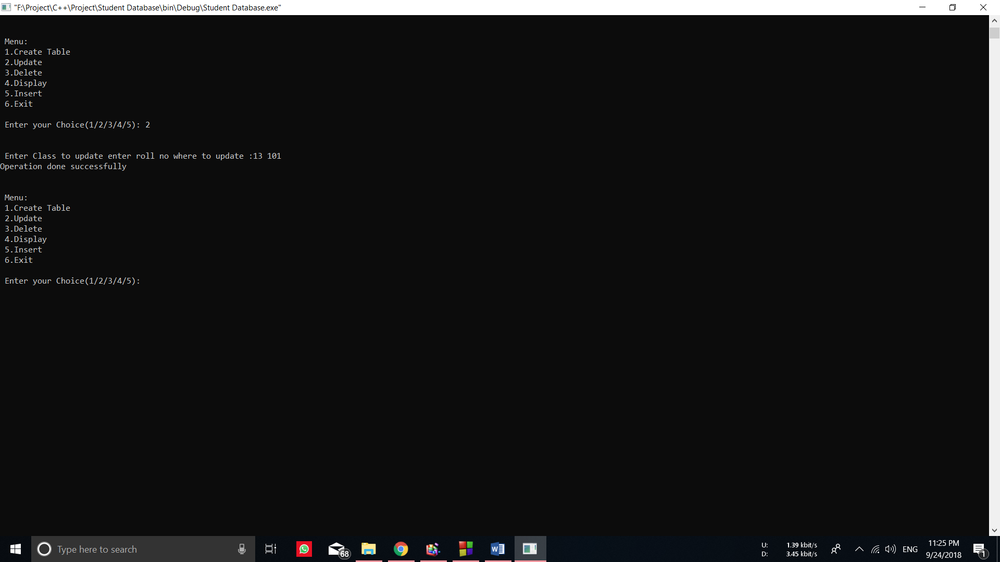 "F:\Project\C++\Project\Student Database\bin\Debug\Student Database.exe"
Menu:
1.Create Table
2.Update
3.Delete
4.Display
5.Insert
6.Exit
Enter your Choice(1/2/3/4/5): 2
Enter Class to update enter roll no where to update :13 101
Operation done successfully
Menu:
1.Create Table
2.Update
3.Delete
4.Display
5.Insert
6.Exit
Enter your Choice(1/2/3/4/5):
Type here to search
68
W
U: 1.39 kbit/s
D: 3.45 kbit/s
ENG
11:25 PM
9/24/2018
1